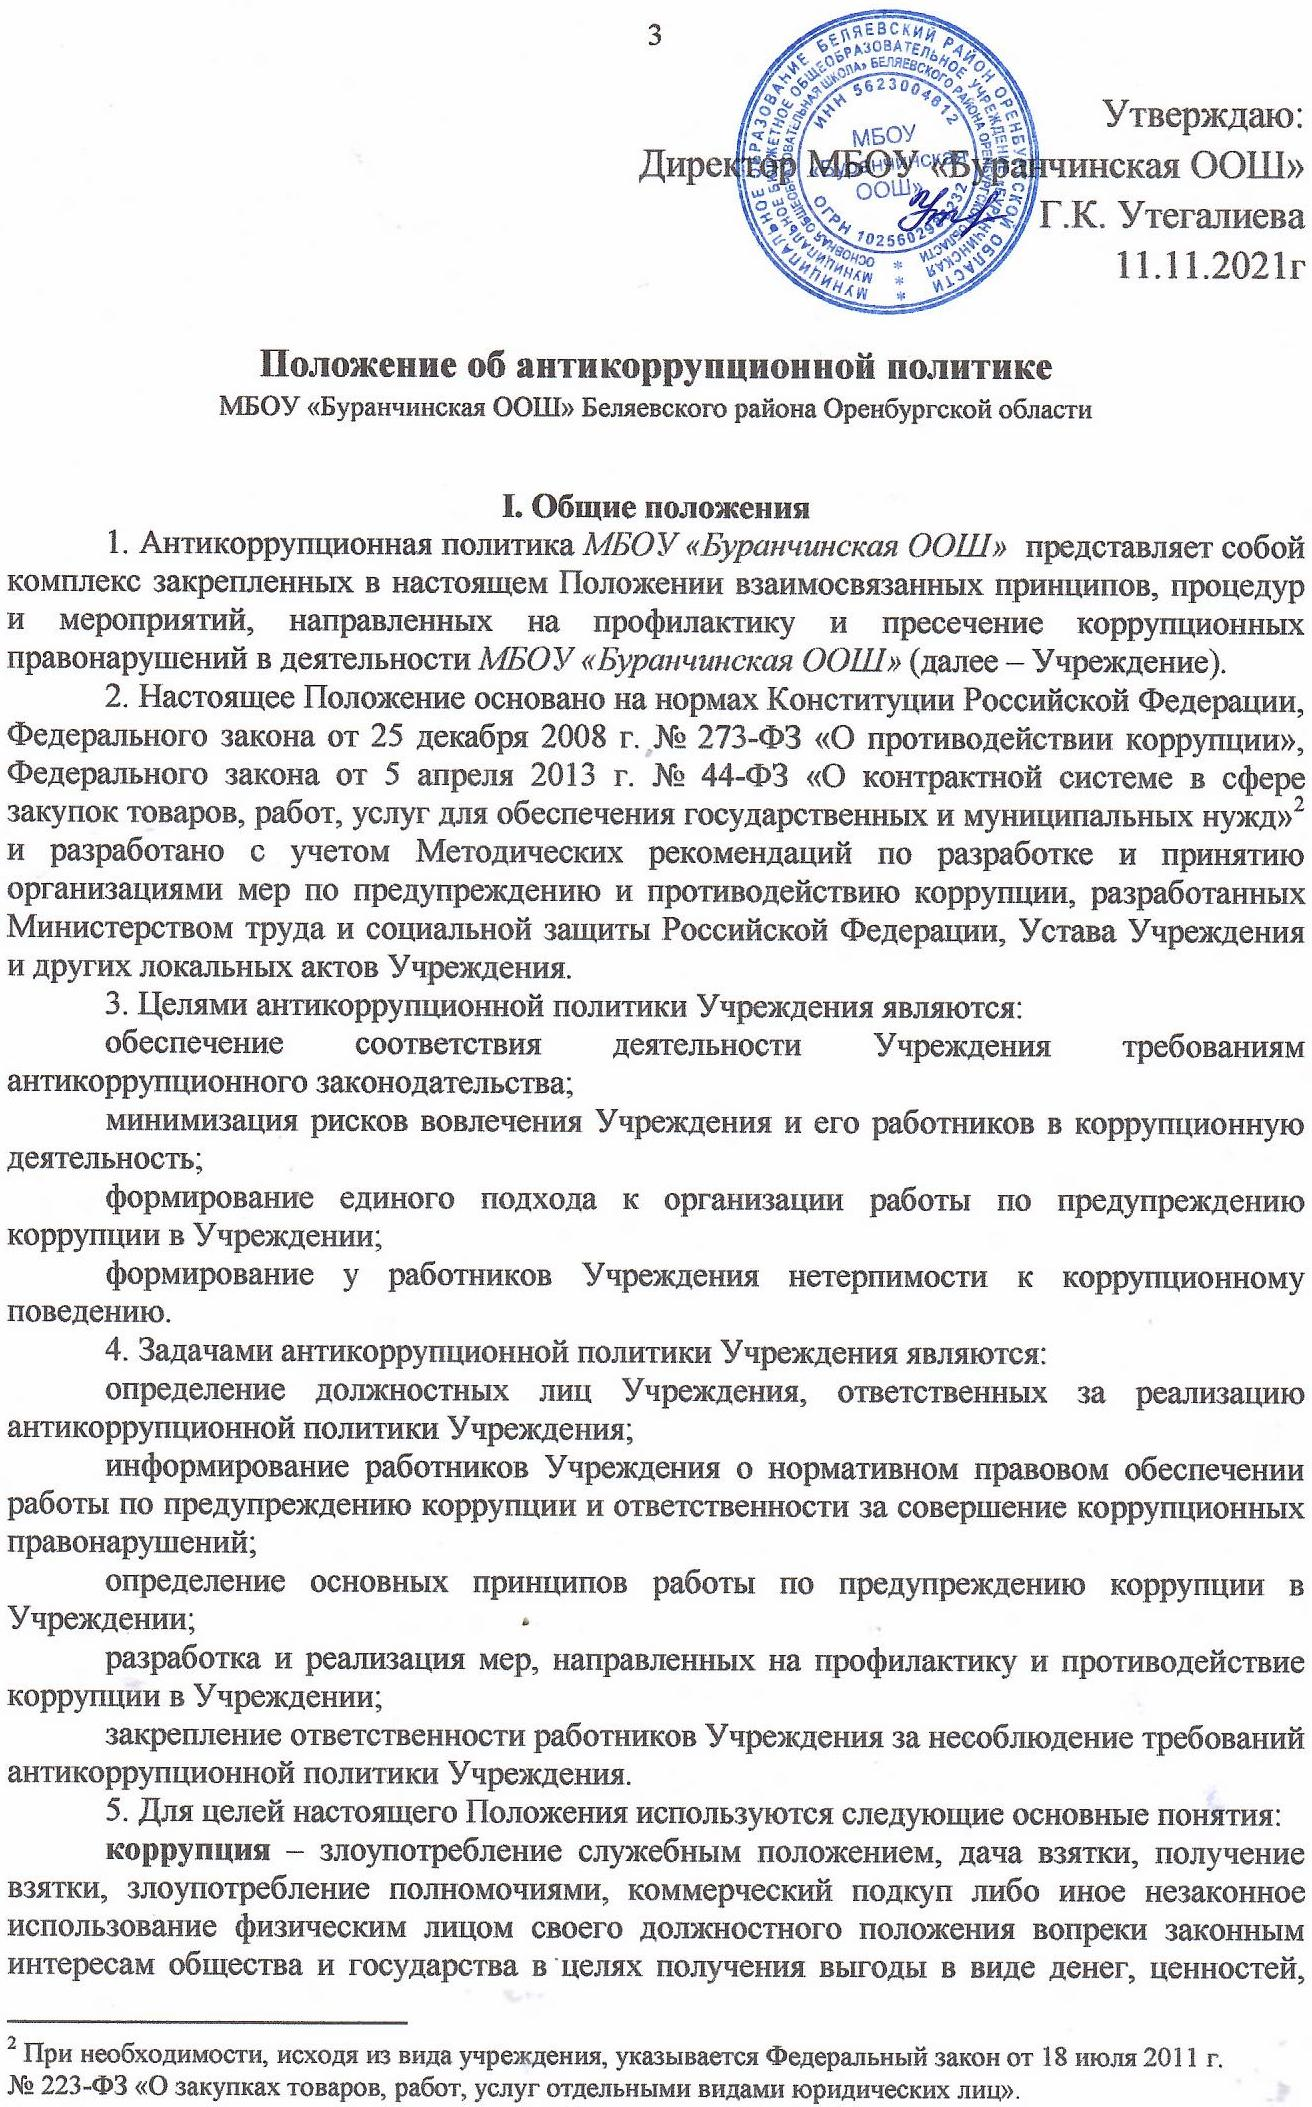 3
МУНИЦИПАЛЬНОЕ ОБРАЗОВАНИЕ БЕЛЯЕВСКИЙ РАЙОН ОРЕНБУРГСКОЙ ОБЛАСТИ
ИНН 5623004612
МБОУ
«Буранчинская
ООШ»
ОГРН
Утверждаю:
Директор МБОУ «Буранчинская ООШ»
Г.К. Утегалиева
11.11.2021г
Положение об антикоррупционной политике
МБОУ «Буранчинская ООШ» Беляевского района Оренбургской области
I. Общие положения
1. Антикоррупционная политика МБОУ «Буранчинская ООШ» представляет собой
комплекс закрепленных в настоящем Положении взаимосвязанных принципов, процедур
и мероприятий, направленных на профилактику и пресечение коррупционных
правонарушений в деятельности МБОУ «Буранчинская ООШ» (далее – Учреждение).
2. Настоящее Положение основано на нормах Конституции Российской Федерации,
Федерального закона от 25 декабря 2008 г. № 273-ФЗ «О противодействии коррупции»,
Федерального закона от 5 апреля 2013 г. № 44-ФЗ «О контрактной системе в сфере
закупок товаров, работ, услуг для обеспечения государственных и муниципальных нужд»2
и разработано с учетом Методических рекомендаций по разработке и принятию
организациями мер по предупреждению и противодействию коррупции, разработанных
Министерством труда и социальной защиты Российской Федерации, Устава Учреждения
и других локальных актов Учреждения.
3. Целями антикоррупционной политики Учреждения являются:
обеспечение соответствия деятельности Учреждения требованиям
антикоррупционного законодательства;
минимизация рисков вовлечения Учреждения и его работников в коррупционную
деятельность;
формирование единого подхода к организации работы по предупреждению
коррупции в Учреждении;
формирование у работников Учреждения нетерпимости к коррупционному
поведению.
4. Задачами антикоррупционной политики Учреждения являются:
определение должностных лиц Учреждения, ответственных за реализацию
антикоррупционной политики Учреждения;
информирование работников Учреждения о нормативном правовом обеспечении
работы по предупреждению коррупции и ответственности за совершение коррупционных
правонарушений;
определение основных принципов работы по предупреждению коррупции в
Учреждении;
разработка и реализация мер, направленных на профилактику и противодействие
коррупции в Учреждении;
закрепление ответственности работников Учреждения за несоблюдение требований
антикоррупционной политики Учреждения.
5. Для целей настоящего Положения используются следующие основные понятия:
коррупция – злоупотребление служебным положением, дача взятки, получение
взятки, злоупотребление полномочиями, коммерческий подкуп либо иное незаконное
использование физическим лицом своего должностного положения вопреки законным
интересам общества и государства в целях получения выгоды в виде денег, ценностей,
2 При необходимости, исходя из вида учреждения, указывается Федеральный закон от 18 июля 2011 г.
№ 223-ФЗ «О закупках товаров, работ, услуг отдельными видами юридических лиц».